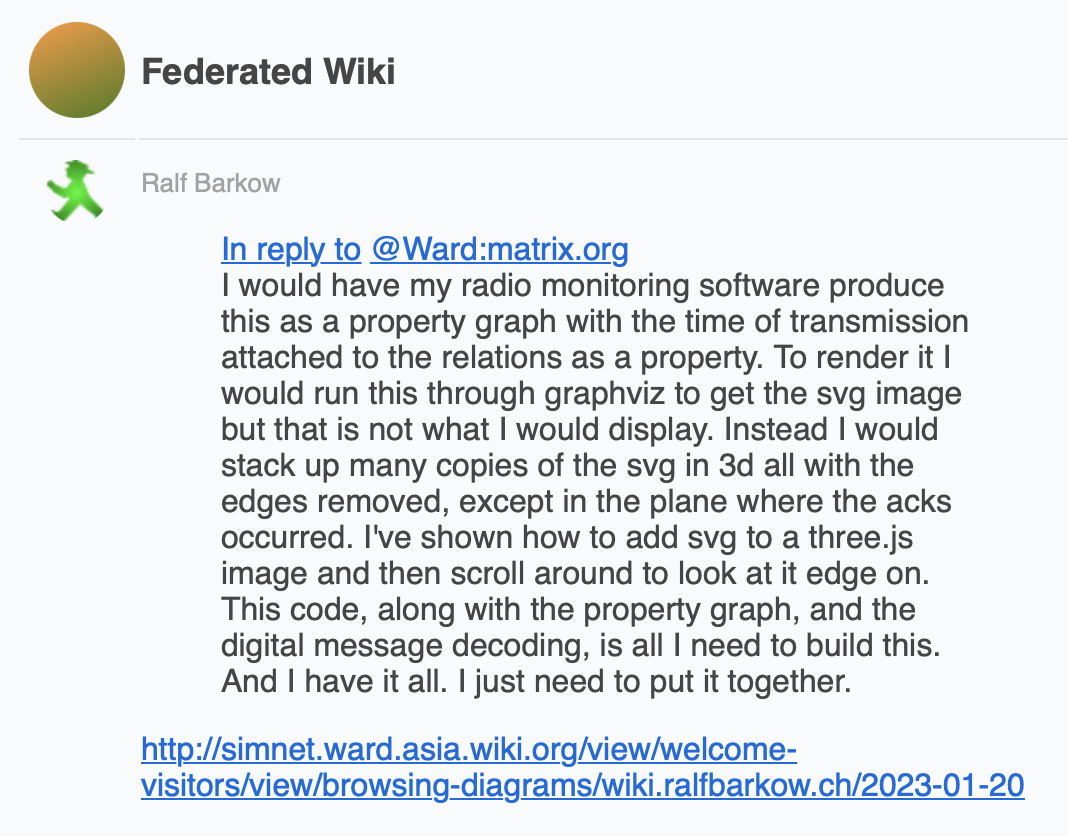 Federated Wiki
Ralf Barkow
In reply to @Ward:matrix.org
I would have my radio monitoring software produce
this as a property graph with the time of transmission
attached to the relations as a property. To render it I
would run this through graphviz to get the svg image
but that is not what I would display. Instead I would
stack up many copies of the svg in 3d all with the
edges removed, except in the plane where the acks
occurred. I've shown how to add svg to a three.js
image and then scroll around to look at it edge on.
This code, along with the property graph, and the
digital message decoding, is all I need to build this.
And I have it all. I just need to put it together.
http://simnet.ward.asia.wiki.org/view/welcome-
visitors/view/browsing-diagrams/wiki.ralfbarkow.ch/2023-01-20